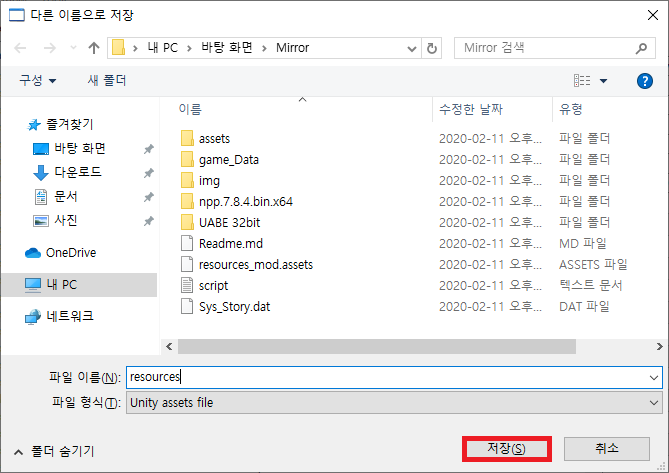 다른 이름으로 저장
내 PC > 바탕 화면 > Mirror
Mirror 검색
구성 새 폴더
이름 수정한 날짜 유형
즐겨찾기
바탕 화면
다운로드
문서
사진
OneDrive
내 PC
네트워크
assets 2020-02-11 오후... 파일 폴더
game_Data 2020-02-11 오후... 파일 폴더
img 2020-02-11 오후... 파일 폴더
npp.7.8.4.bin.x64 2020-02-11 오후... 파일 폴더
UABE 32bit 2020-02-11 오후... 파일 폴더
Readme.md 2020-02-11 오후... MD 파일
resources_mod.assets 2020-02-11 오후... ASSETS 파일
script 2020-02-11 오후... 텍스트 문서
Sys_Story.dat 2020-02-11 오후... DAT 파일
파일 이름(N): resources
파일 형식(T): Unity assets file
폴더 숨기기 저장(S) 취소